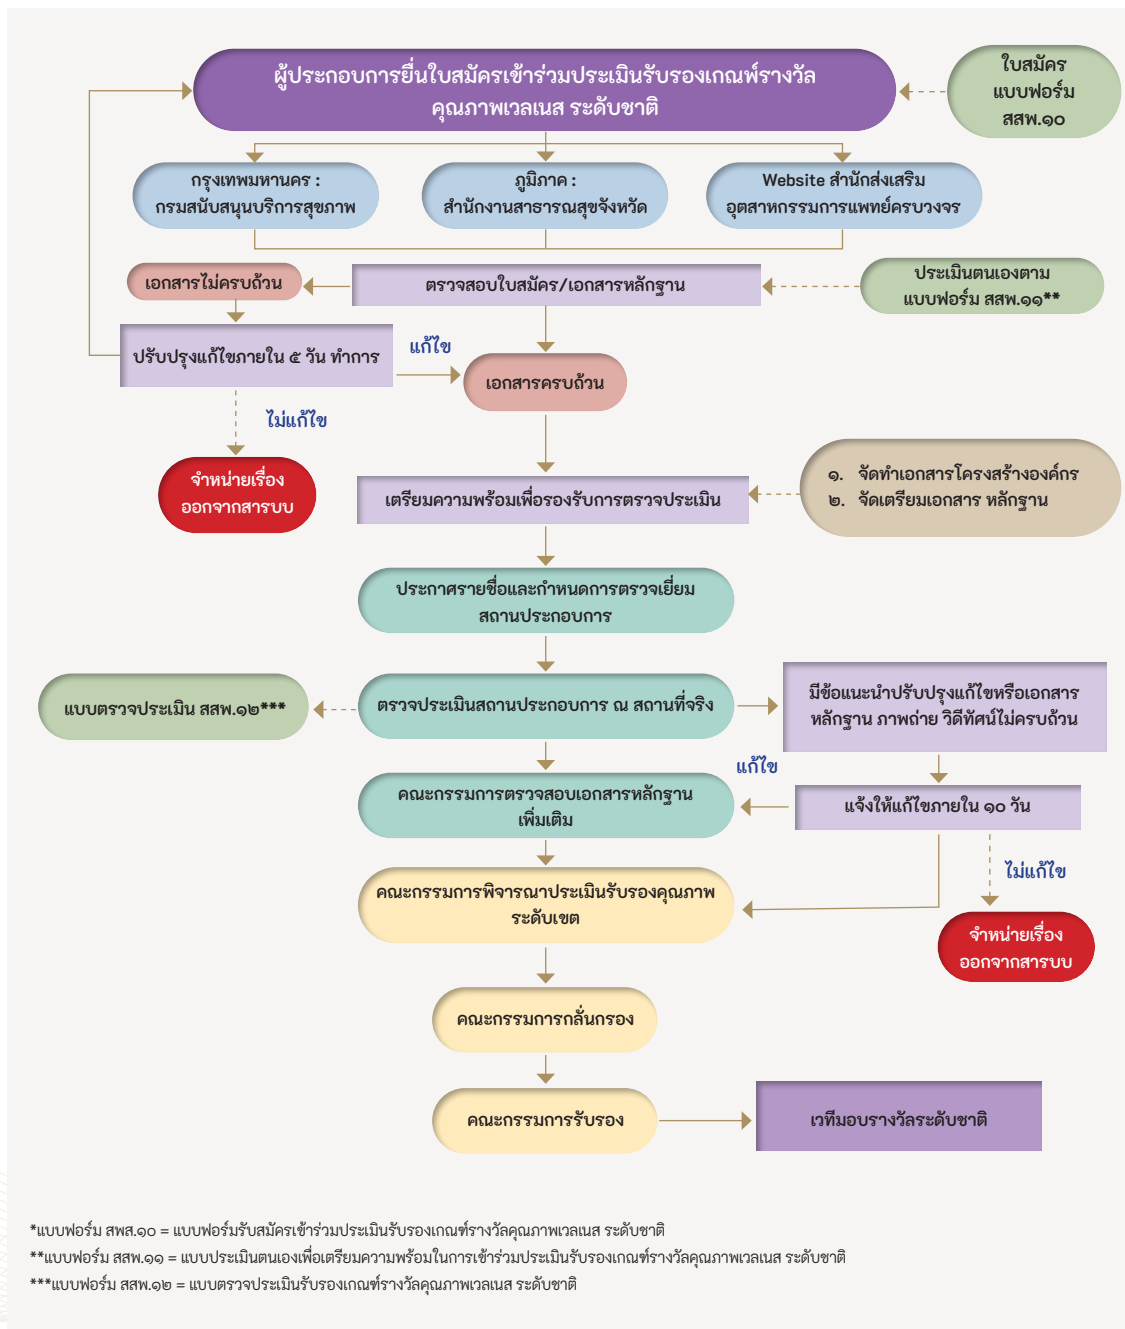 ผู้ประกอบการยื่นใบสมัครเข้าร่วมประเมินรับรองเกณฑ์รางวัล
คุณภาพเวลเนส ระดับชาติ
ใบสมัคร
แบบฟอร์ม
สสพ.๑๐
กรุงเทพมหานคร :
กรมสนับสนุนบริการสุขภาพ
ภูมิภาค :
สำนักงานสาธารณสุขจังหวัด
Website สำนักส่งเสริม
อุตสาหกรรมการแพทย์ครบวงจร
เอกสารไม่ครบถ้วน
ตรวจสอบใบสมัคร/เอกสารหลักฐาน
ประเมินตนเองตาม
แบบฟอร์ม สสพ.๑๑**
ปรับปรุงแก้ไขภายใน ๕ วัน ทำการ
แก้ไข
เอกสารครบถ้วน
ไม่แก้ไข
จำหน่ายเรื่อง
ออกจากสารบบ
เตรียมความพร้อมเพื่อรองรับการตรวจประเมิน
๑. จัดทำเอกสารโครงสร้างองค์กร
๒. จัดเตรียมเอกสาร หลักฐาน
ประกาศรายชื่อและกำหนดการตรวจเยี่ยม
สถานประกอบการ
แบบตรวจประเมิน สสพ.๑๒***
ตรวจประเมินสถานประกอบการ ณ สถานที่จริง
มีข้อแนะนำปรับปรุงแก้ไขหรือเอกสาร
หลักฐาน ภาพถ่าย วิดีทัศน์ไม่ครบถ้วน
แก้ไข
คณะกรรมการตรวจสอบเอกสารหลักฐาน
เพิ่มเติม
แจ้งให้แก้ไขภายใน ๑๐ วัน
ไม่แก้ไข
คณะกรรมการพิจารณาประเมินรับรองคุณภาพ
ระดับเขต
จำหน่ายเรื่อง
ออกจากสารบบ
คณะกรรมการกลั่นกรอง
คณะกรรมการรับรอง
เวทีมอบรางวัลระดับชาติ
*แบบฟอร์ม สพส.๑๐ = แบบฟอร์มรับสมัครเข้าร่วมประเมินรับรองเกณฑ์รางวัลคุณภาพเวลเนส ระดับชาติ
**แบบฟอร์ม สสพ.๑๑ = แบบประเมินตนเองเพื่อเตรียมความพร้อมในการเข้าร่วมประเมินรับรองเกณฑ์รางวัลคุณภาพเวลเนส ระดับชาติ
***แบบฟอร์ม สสพ.๑๒ = แบบตรวจประเมินรับรองเกณฑ์รางวัลคุณภาพเวลเนส ระดับชาติ